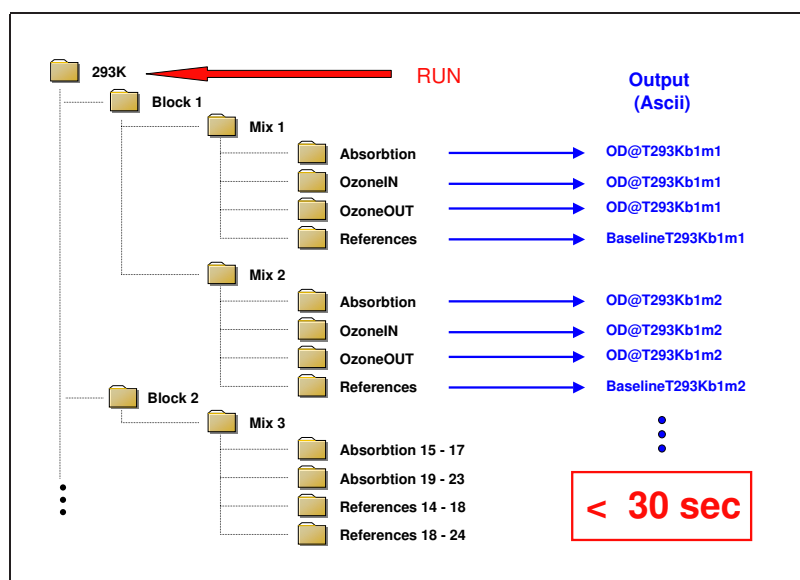 293K
RUN
Output
(Ascii)
Block 1
Mix 1
Absorbtion
OD@T293Kb1m1
OzoneIN
OD@T293Kb1m1
OzoneOUT
OD@T293Kb1m1
References
BaselineT293Kb1m1
Mix 2
Absorbtion
OD@T293Kb1m2
OzoneIN
OD@T293Kb1m2
OzoneOUT
OD@T293Kb1m2
References
BaselineT293Kb1m2
Block 2
Mix 3
Absorbtion 15 - 17
Absorbtion 19 - 23
References 14 - 18
References 18 - 24
< 30 sec